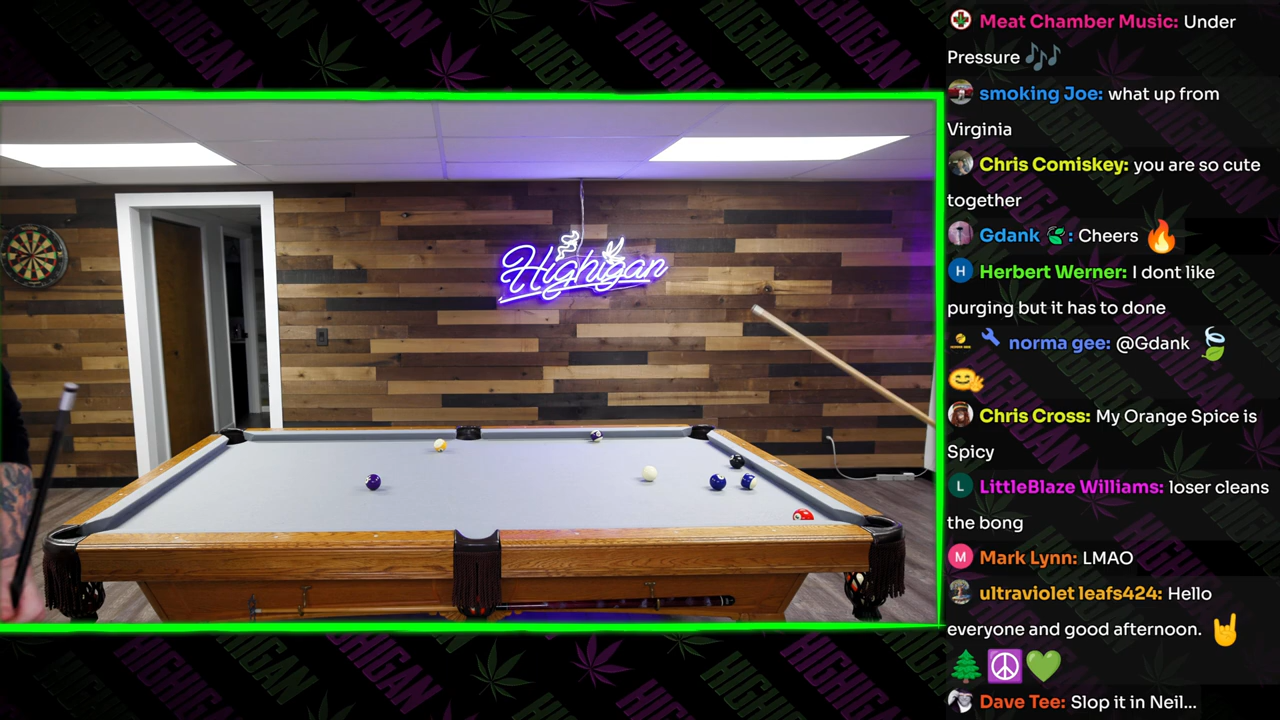 Highigan
Meat Chamber Music: Under
Pressure 🎶
smoking Joe: what up from
Virginia
Chris Comiskey: you are so cute
together
Gdank 🌿: Cheers 🔥
Herbert Werner: I dont like
purging but it has to done
norma gee: @Gdank 🍃
😊👋
Chris Cross: My Orange Spice is
Spicy
LittleBlaze Williams: loser cleans
the bong
Mark Lynn: LMAO
ultraviolet leafs424: Hello
everyone and good afternoon. 🤘
🌲☮️💚
Dave Tee: Slop it in Neil...
H
L
M
HIGHIGAN